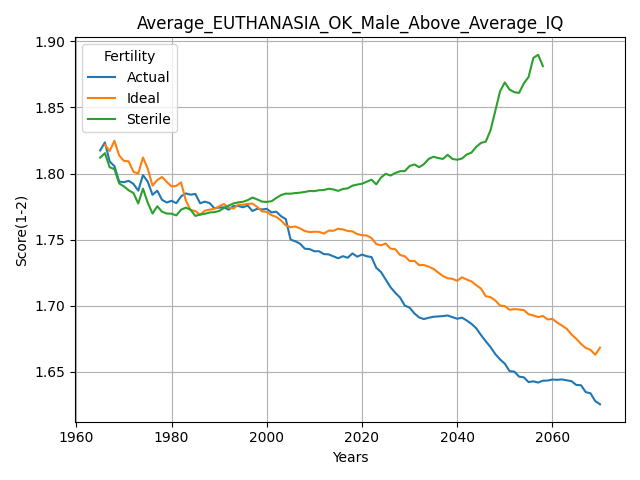 Average_EUTHANASIA_OK_Male_Above_Average_IQ
Fertility
Actual
Ideal
Sterile
Score(1-2)
1.90
1.85
1.80
1.75
1.70
1.65
1960
1980
2000
2020
2040
2060
Years